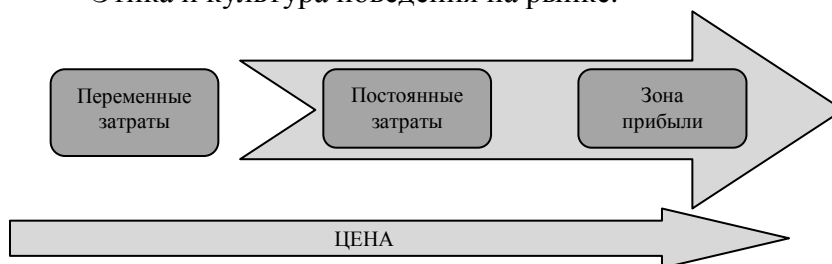 Этика и культура поведения на рынке.
Переменные
затраты
Постоянные
затраты
Зона
прибыли
ЦЕНА